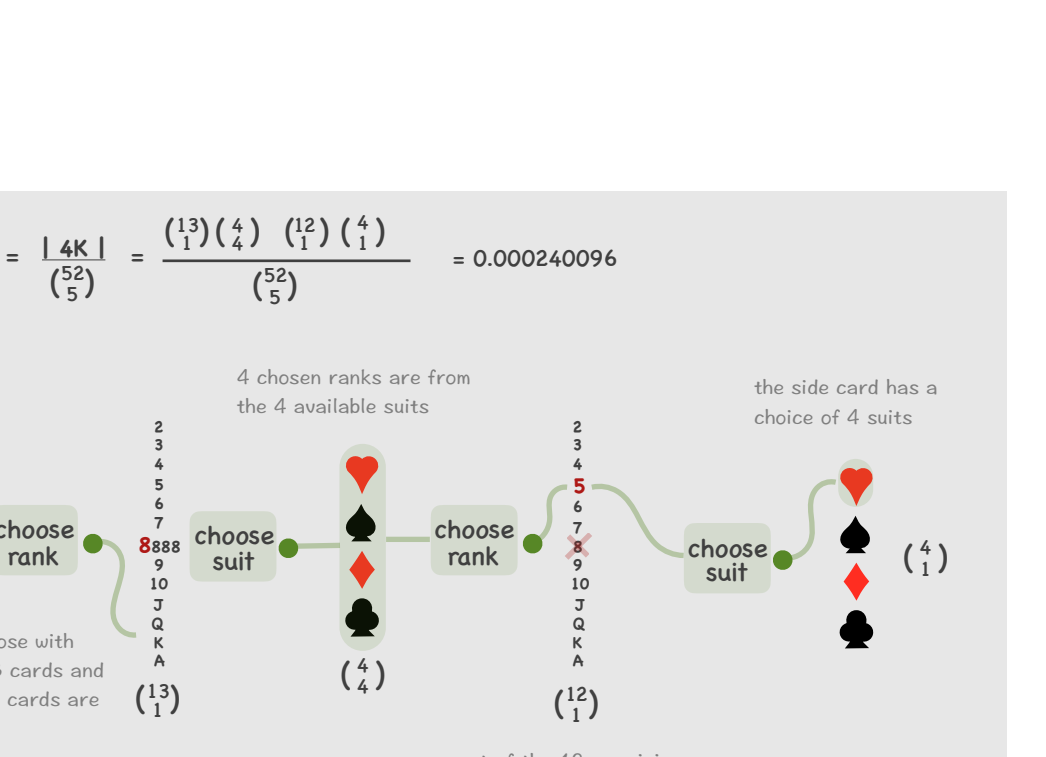 = | 4K | / (52 5) = (13 1)(4 4) (12 1)(4 1) / (52 5) = 0.000240096
4 chosen ranks are from
the 4 available suits
the side card has a
choice of 4 suits
choose
rank
2
3
4
5
6
7
8888
9
10
J
Q
K
A
(13 1)
choose
suit
(4 4)
choose
rank
2
3
4
5
6
7
8
9
10
J
Q
K
A
(12 1)
choose
suit
(4 1)
with
cards and
cards are